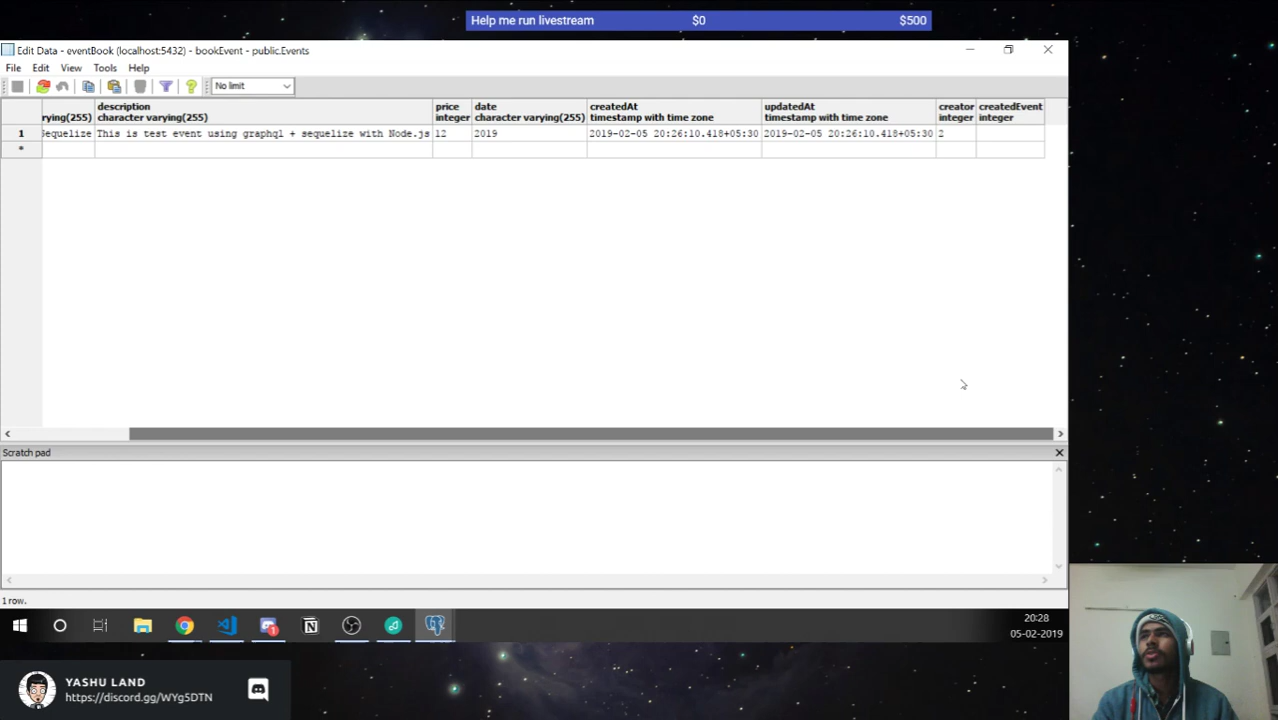 Help me run livestream $0 $500
Edit Data - eventBook (localhost:5432) - bookEvent - public.Events
File Edit View Tools Help
No limit
description price date createdAt updatedAt creator createdEvent
rying(255) character varying(255) integer character varying(255) timestamp with time zone timestamp with time zone integer integer
1 Sequelize This is test event using graphql + sequelize with Node.js 12 2019 2019-02-05 20:26:10.418+05:30 2019-02-05 20:26:10.418+05:30 2
*
Scratch pad
1 row.
20:28
05-02-2019
YASHU LAND
https://discord.gg/WYg5DTN